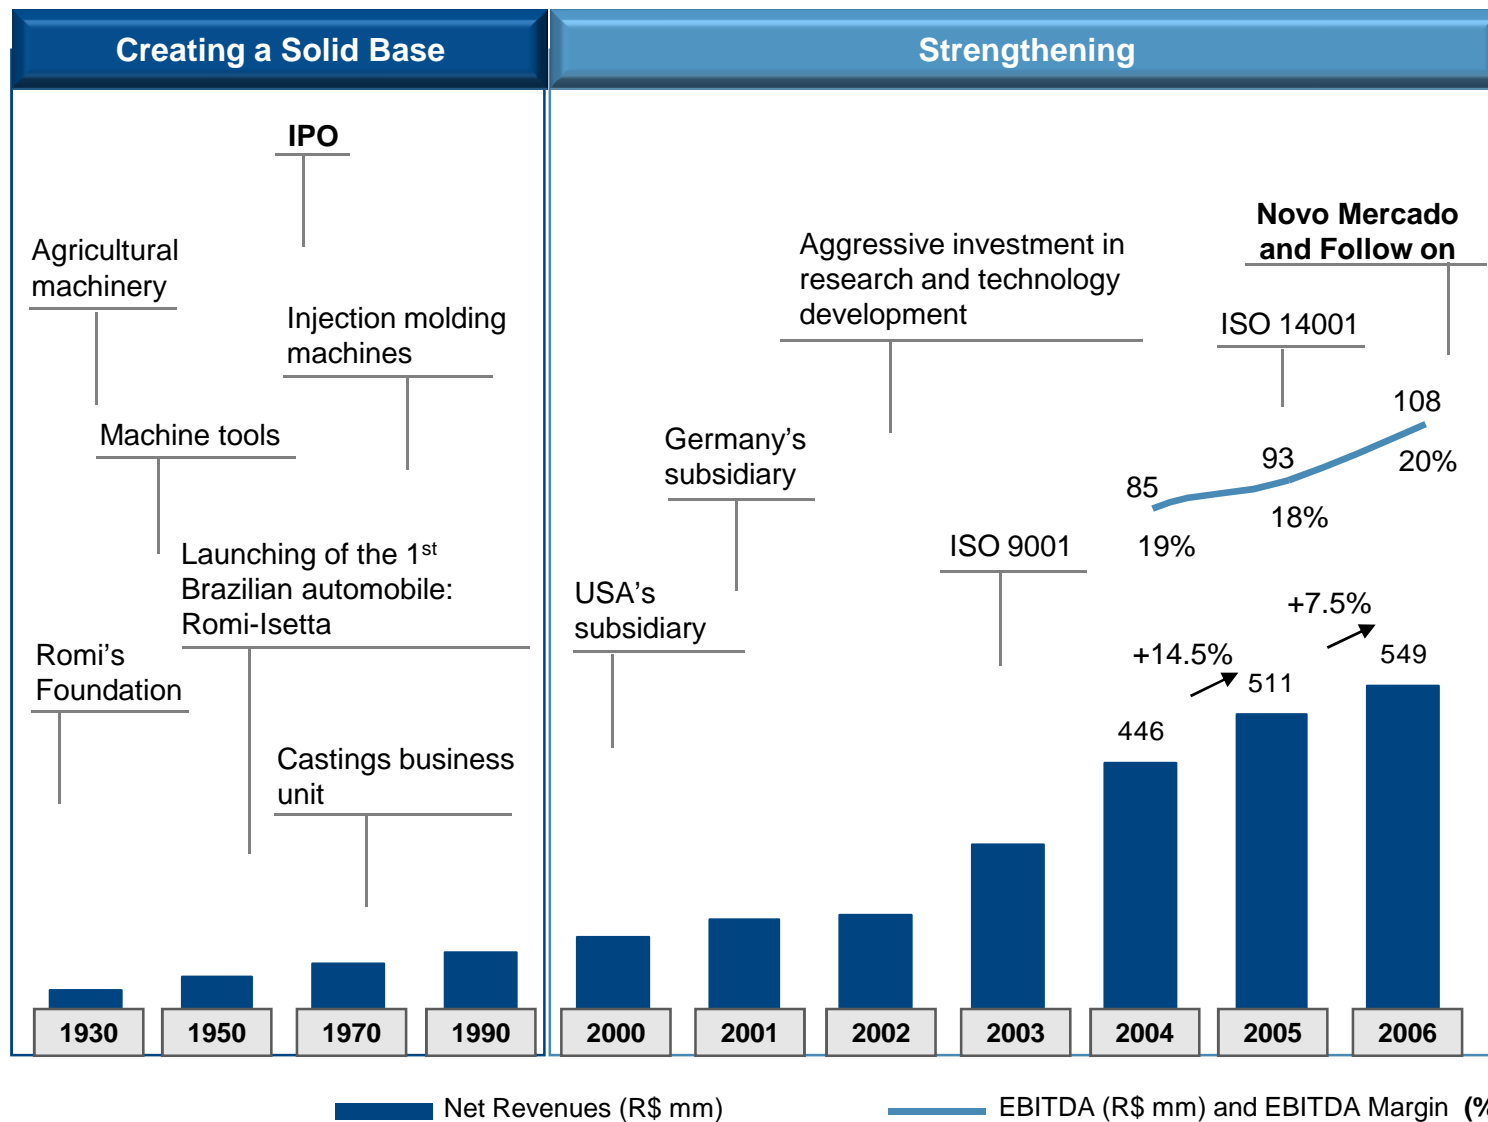 Creating a Solid Base
Strengthening
IPO
Agricultural
machinery
Injection molding
machines
Machine tools
Launching of the 1st
Brazilian automobile:
Romi-Isetta
Romi’s
Foundation
Castings business
unit
Novo Mercado
and Follow on
Aggressive investment in
research and technology
development
ISO 14001
Germany’s
subsidiary
ISO 9001
USA’s
subsidiary
108
93
85
20%
18%
19%
+7.5%
+14.5%
549
511
446
1930
1950
1970
1990
2000
2001
2002
2003
2004
2005
2006
Net Revenues (R$ mm)
EBITDA (R$ mm) and EBITDA Margin (%